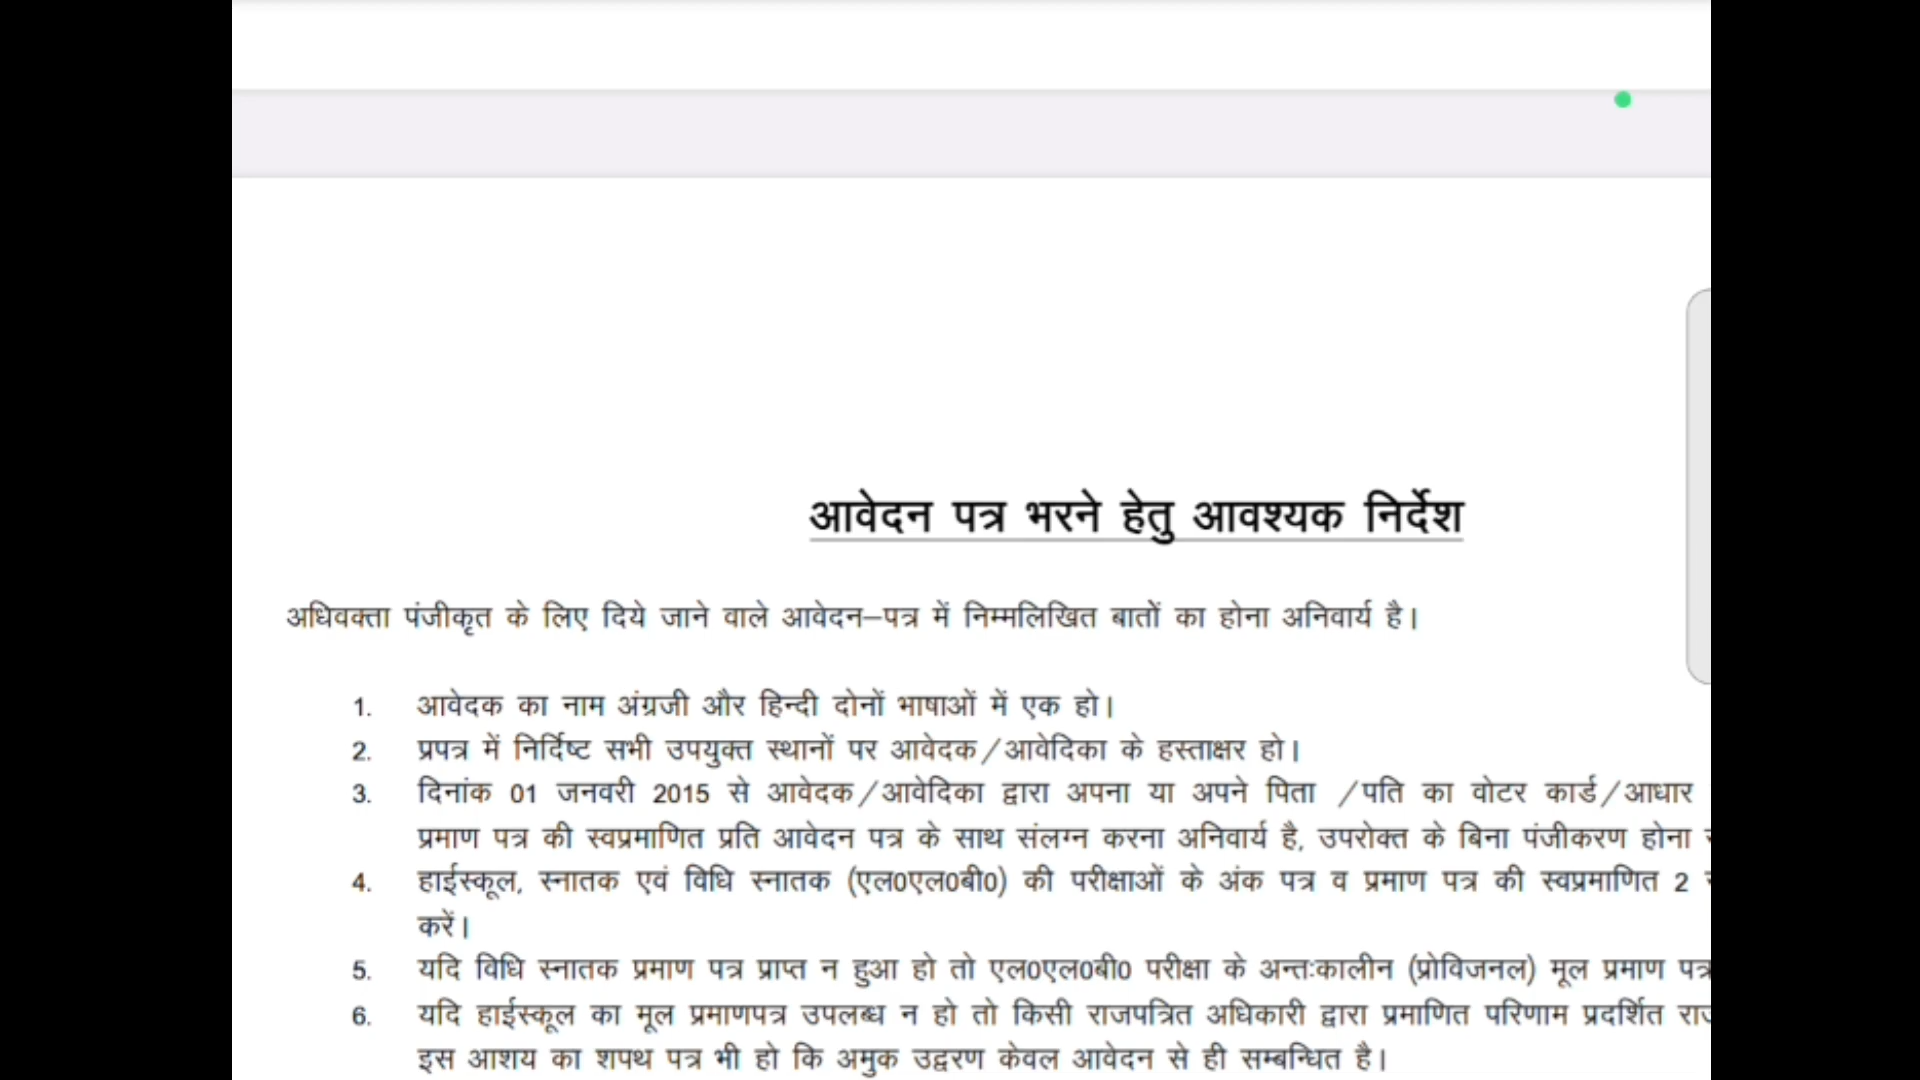 आवेदन पत्र भरने हेतु आवश्यक निर्देश
अधिवक्ता पंजीकृत के लिए दिये जाने वाले आवेदन–पत्र में निम्मलिखित बातों का होना अनिवार्य है।
1. आवेदक का नाम अंग्रजी और हिन्दी दोनों भाषाओं में एक हो।
2. प्रपत्र में निर्दिष्ट सभी उपयुक्त स्थानों पर आवेदक/आवेदिका के हस्ताक्षर हो।
3. दिनांक 01 जनवरी 2015 से आवेदक/आवेदिका द्वारा अपना या अपने पिता /पति का वोटर कार्ड/आधार
प्रमाण पत्र की स्वप्रमाणित प्रति आवेदन पत्र के साथ संलग्न करना अनिवार्य है, उपरोक्त के बिना पंजीकरण होना
4. हाईस्कूल, स्नातक एवं विधि स्नातक (एल0एल0बी0) की परीक्षाओं के अंक पत्र व प्रमाण पत्र की स्वप्रमाणित 2
करें।
5. यदि विधि स्नातक प्रमाण पत्र प्राप्त न हुआ हो तो एल0एल0बी0 परीक्षा के अन्तःकालीन (प्रोविजनल) मूल प्रमाण पत्र
6. यदि हाईस्कूल का मूल प्रमाणपत्र उपलब्ध न हो तो किसी राजपत्रित अधिकारी द्वारा प्रमाणित परिणाम प्रदर्शित
इस आशय का शपथ पत्र भी हो कि अमुक उद्वरण केवल आवेदन से ही सम्बन्धित है।